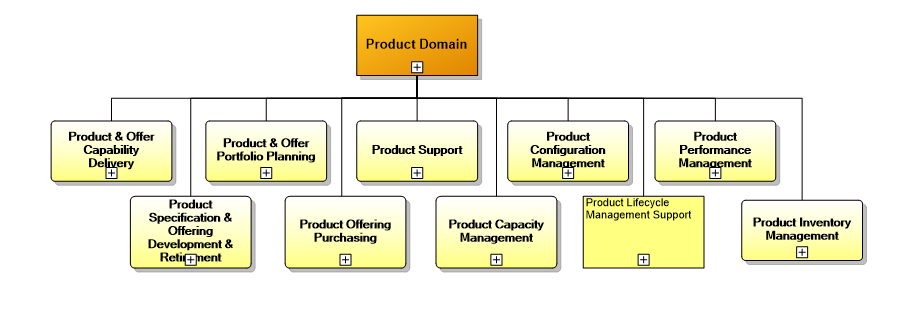 Product Domain
Product & Offer
Capability
Delivery
Product & Offer
Portfolio Planning
Product Support
Product
Configuration
Management
Product
Performance
Management
Product
Specification &
Offering
Development &
Retirement
Product Offering
Purchasing
Product Capacity
Management
Product Lifecycle
Management Support
Product Inventory
Management